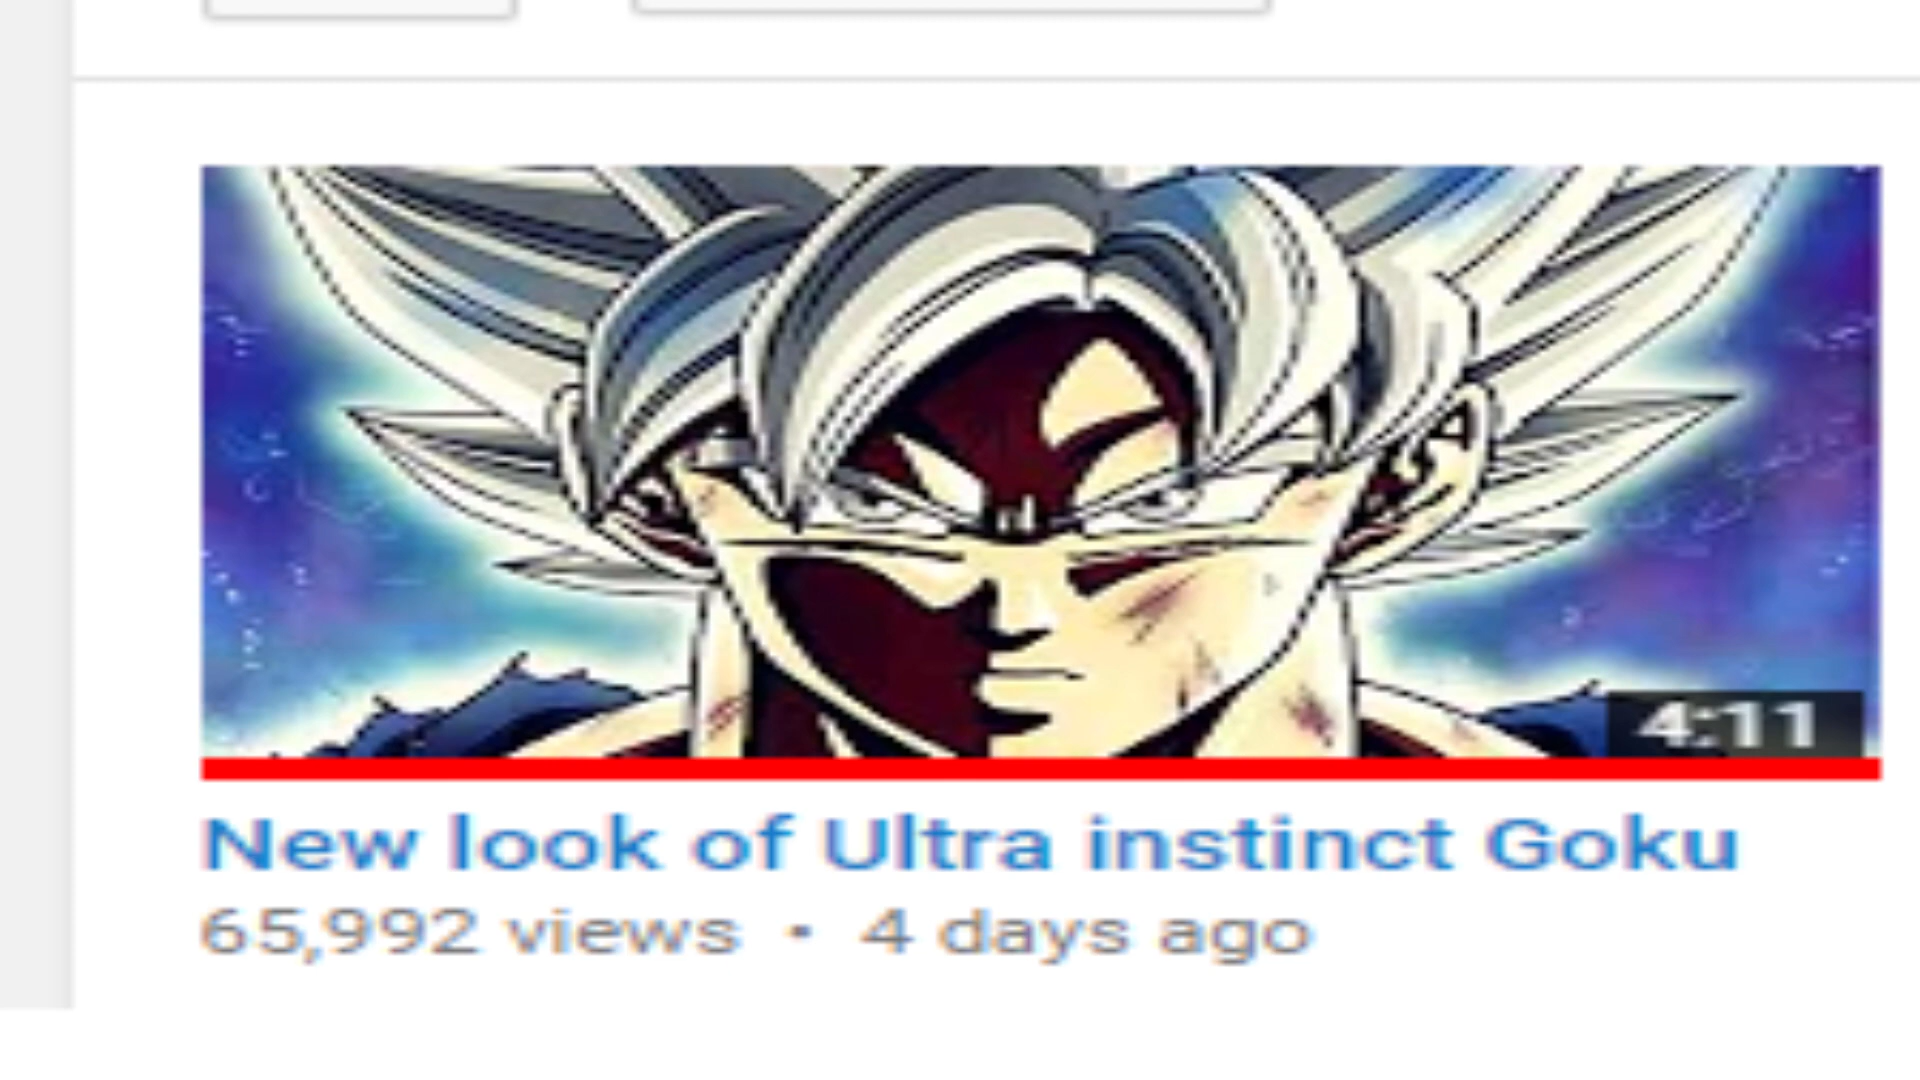 4:11
New look of Ultra instinct Goku
65,992 views • 4 days ago